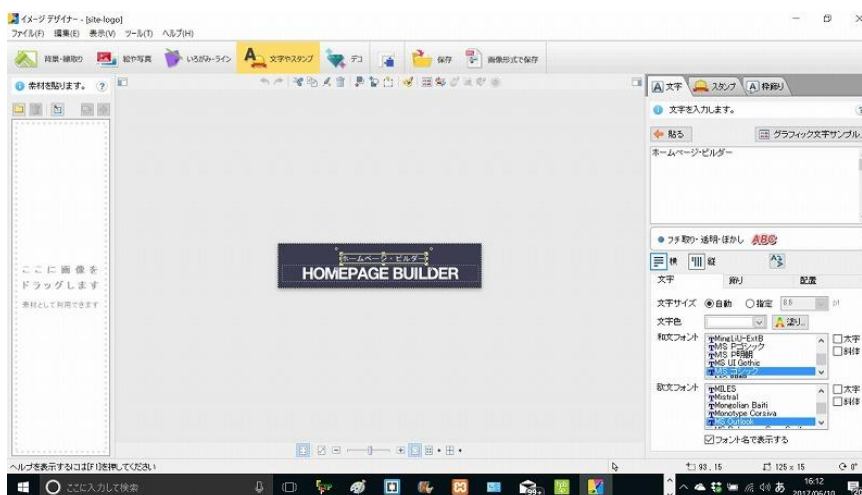 イメージ デザイナー - [site-logo]
ファイル(F) 編集(E) 表示(V) ツール(T) ヘルプ(H)
背景・縁取り 絵や写真 いろがみ・ライン 文字やスタンプ デコ 保存 画像形式で保存
素材を貼ります。
文字 スタンプ 枠飾り
文字を入力します。
貼る グラフィック文字サンプル
ホームページ・ビルダー
ホームページ・ビルダー
HOMEPAGE BUILDER
ここに画像を
ドラッグします
素材として利用できます
フチ取り・透明・ぼかし ABC
横 縦
文字 飾り 配置
文字サイズ 自動 指定 8.8 pt
文字色 塗り...
和文フォント MingLiU-ExtB
MS Pゴシック
MS P明朝
MS UI Gothic
MS ゴシック
太字
斜体
欧文フォント MILES
Mistral
Mongolian Baiti
Monotype Corsiva
MS Outlook
太字
斜体
フォント名で表示する
ヘルプを表示するには[F1]を押してください 93 , 15 125 x 15 0°
ここに入力して検索
99+
あ 16:12
2017/06/10